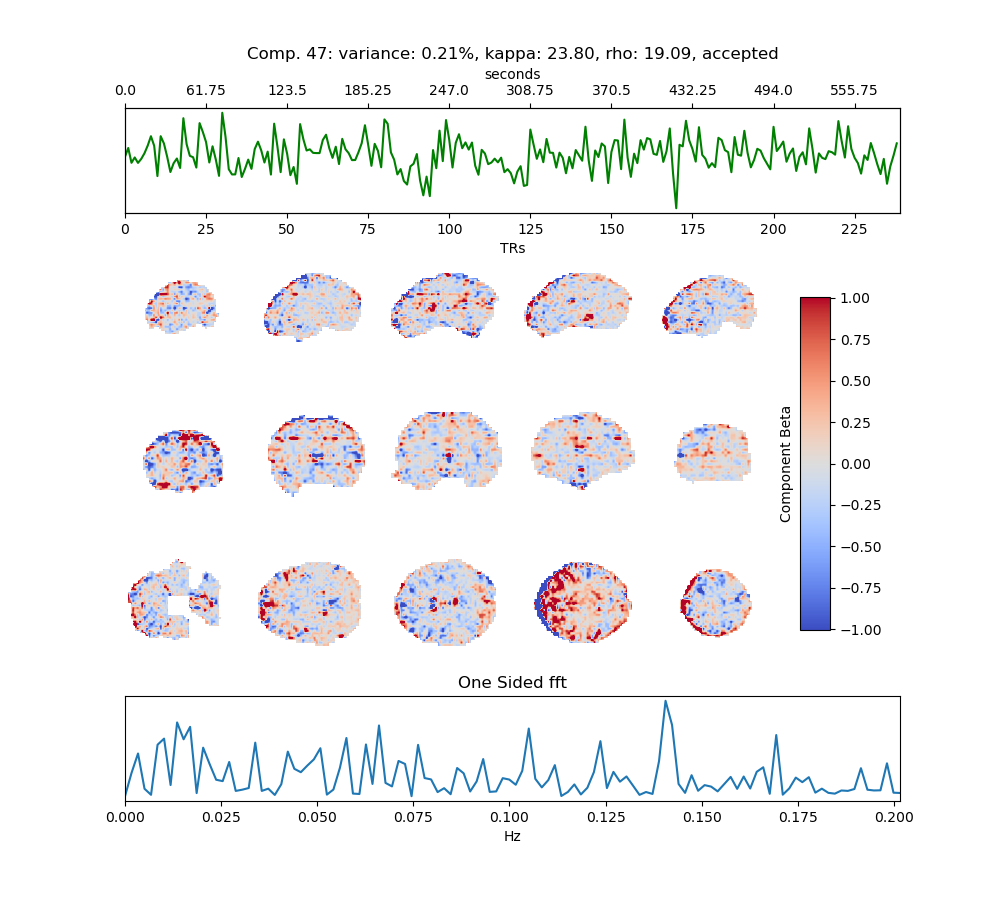 Comp. 47: variance: 0.21%, kappa: 23.80, rho: 19.09, accepted
seconds
0.0 61.75 123.5 185.25 247.0 308.75 370.5 432.25 494.0 555.75
0 25 50 75 100 125 150 175 200 225
TRs
1.00
0.75
0.50
0.25
0.00
−0.25
−0.50
−0.75
−1.00
Component Beta
One Sided fft
0.000 0.025 0.050 0.075 0.100 0.125 0.150 0.175 0.200
Hz